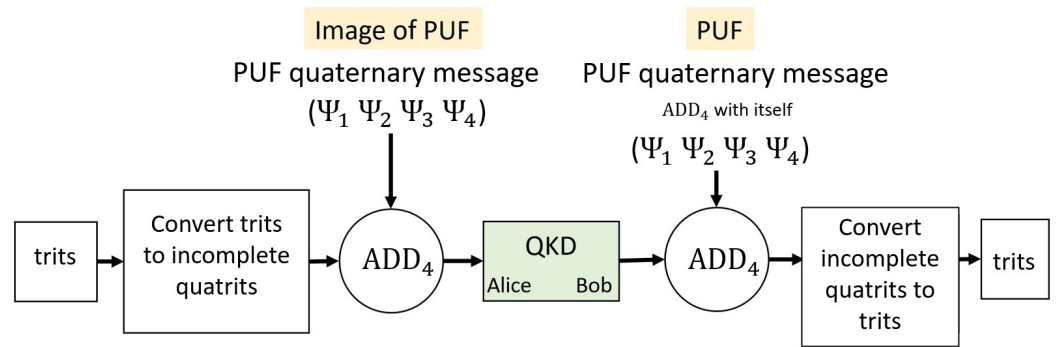 Image of PUF
PUF quaternary message
(Ψ₁ Ψ₂ Ψ₃ Ψ₄)
PUF
PUF quaternary message
ADD₄ with itself
(Ψ₁ Ψ₂ Ψ₃ Ψ₄)
trits
Convert trits
to incomplete
quatrits
ADD₄
QKD
Alice Bob
ADD₄
Convert
incomplete
quatrits to
trits
trits